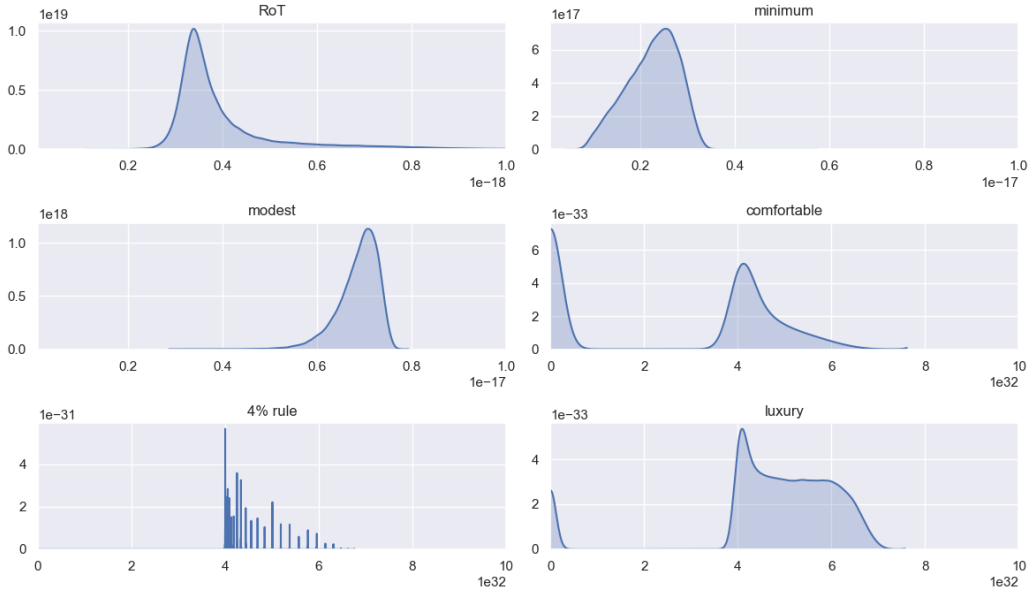 RoT
1e19
1.0
0.5
0.0
0.2 0.4 0.6 0.8 1.0
1e−18
minimum
1e17
6
4
2
0
0.2 0.4 0.6 0.8 1.0
1e−17
modest
1e18
1.0
0.5
0.0
0.2 0.4 0.6 0.8 1.0
1e−17
comfortable
1e−33
6
4
2
0
0 2 4 6 8 10
1e32
4% rule
1e−31
4
2
0
0 2 4 6 8 10
1e32
luxury
1e−33
4
2
0
0 2 4 6 8 10
1e32